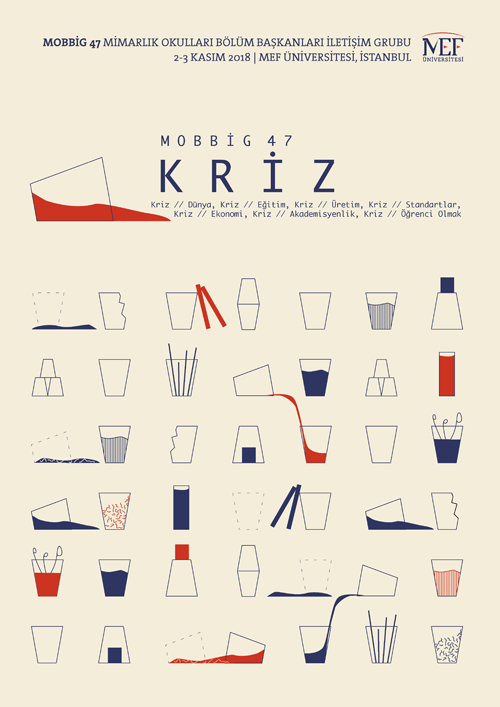 MOBBİG 47 MİMARLIK OKULLARI BÖLÜM BAŞKANLARI İLETİŞİM GRUBU
2-3 KASIM 2018 | MEF ÜNİVERSİTESİ, İSTANBUL
MEF
ÜNİVERSİTESİ
MOBBİG 47
KRİZ
Kriz // Dünya, Kriz // Eğitim, Kriz // Üretim, Kriz // Standartlar,
Kriz // Ekonomi, Kriz // Akademisyenlik, Kriz // Öğrenci Olmak